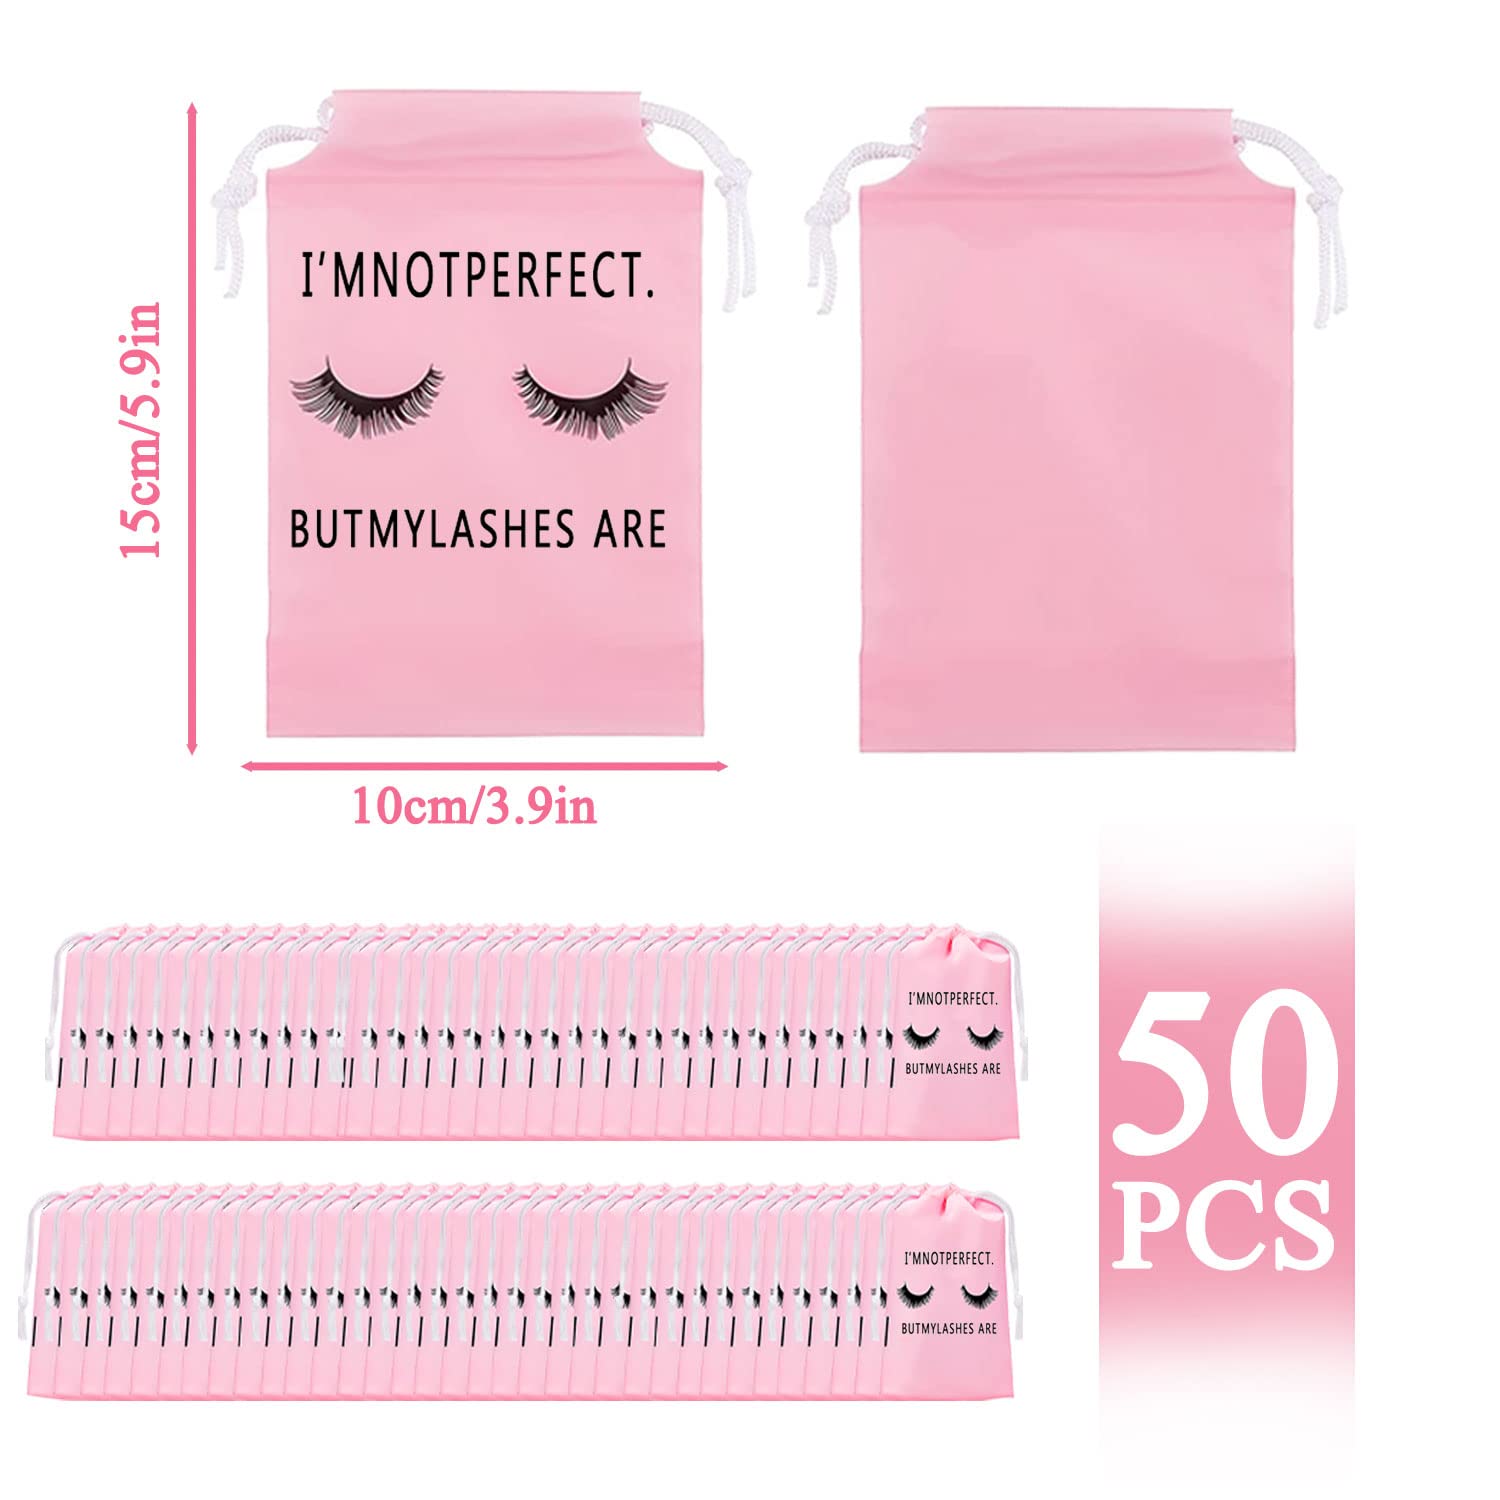 I'MNOTPERFECT.
BUTMYLASHES ARE
15cm/5.9in
10cm/3.9in
I'MNOTPERFECT.
BUTMYLASHES ARE
I'MNOTPERFECT.
BUTMYLASHES ARE
50
PCS